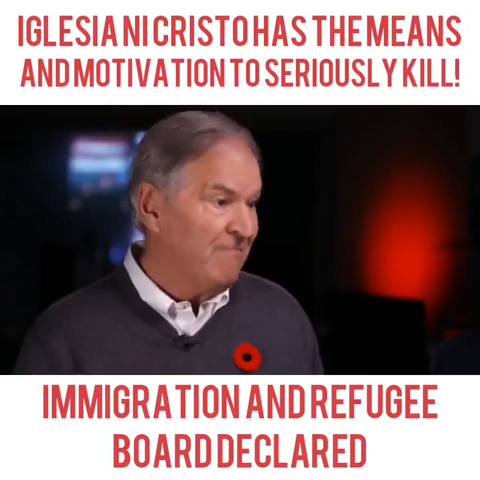 IGLESIA NI CRISTO HAS THE MEANS
AND MOTIVATION TO SERIOUSLY KILL!
IMMIGRATION AND REFUGEE
BOARD DECLARED